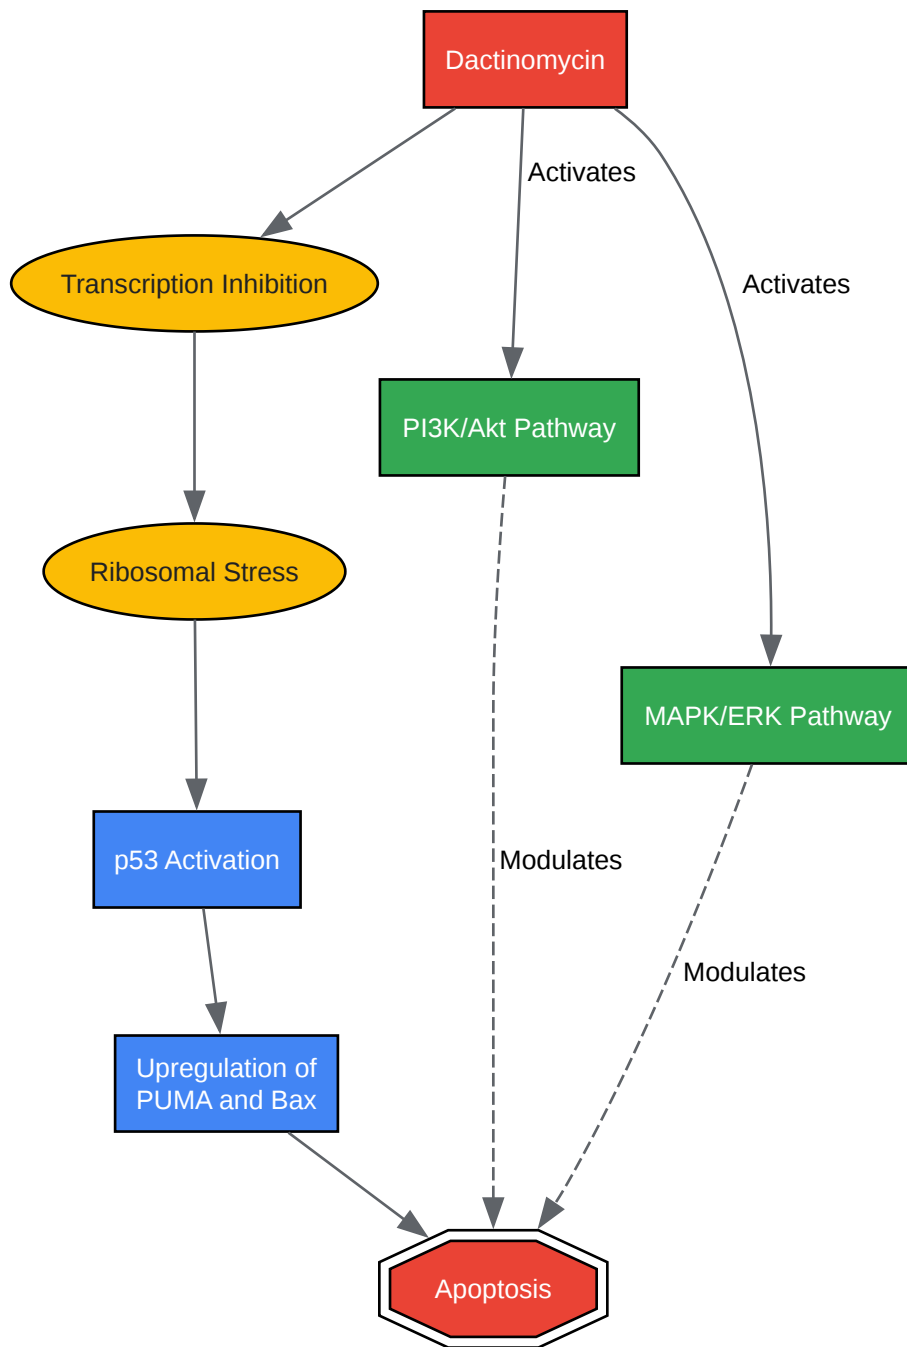 Dactinomycin
Activates
Transcription Inhibition
Activates
PI3K/Akt Pathway
Ribosomal Stress
MAPK/ERK Pathway
p53 Activation
Modulates
Modulates
Upregulation of
PUMA and Bax
Apoptosis